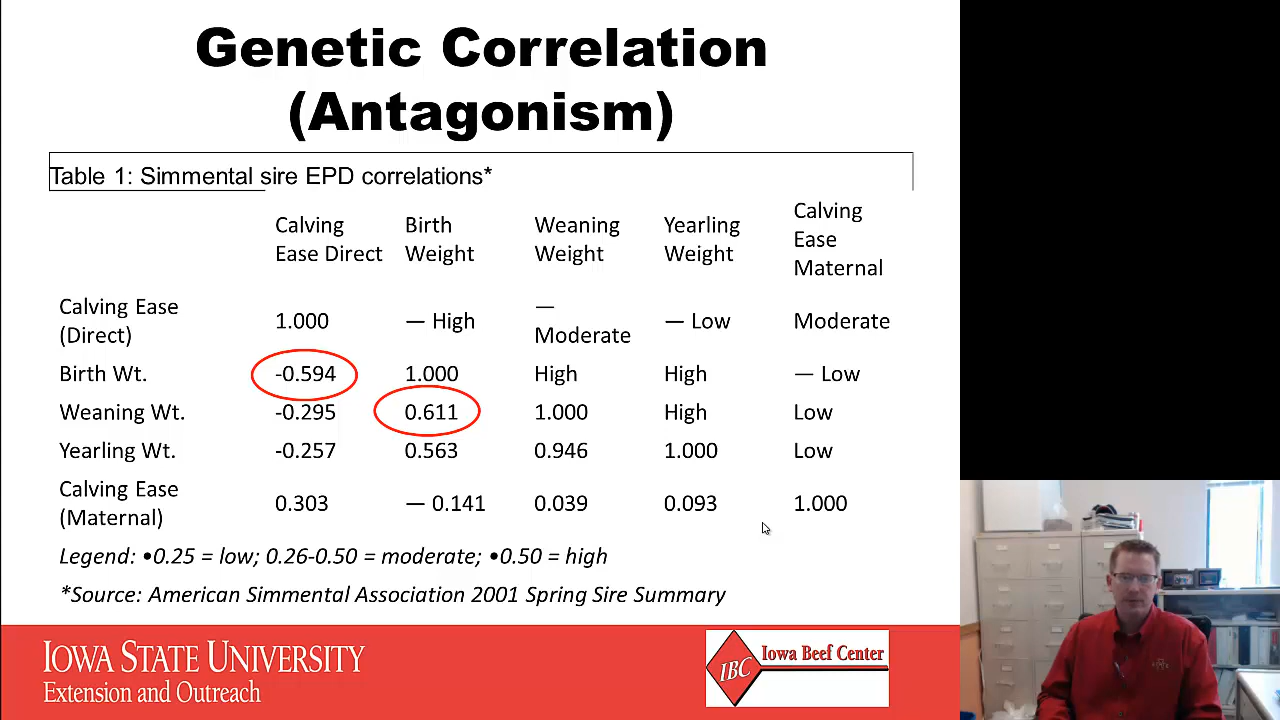 Genetic Correlation
(Antagonism)
Table 1: Simmental sire EPD correlations*
Calving Ease Direct Birth Weight Weaning Weight Yearling Weight Calving Ease Maternal
Calving Ease (Direct) 1.000 — High — Moderate — Low Moderate
Birth Wt. -0.594 1.000 High High — Low
Weaning Wt. -0.295 0.611 1.000 High Low
Yearling Wt. -0.257 0.563 0.946 1.000 Low
Calving Ease (Maternal) 0.303 — 0.141 0.039 0.093 1.000
Legend: •0.25 = low; 0.26-0.50 = moderate; •0.50 = high
*Source: American Simmental Association 2001 Spring Sire Summary
IOWA STATE UNIVERSITY
Extension and Outreach
IBC Iowa Beef Center